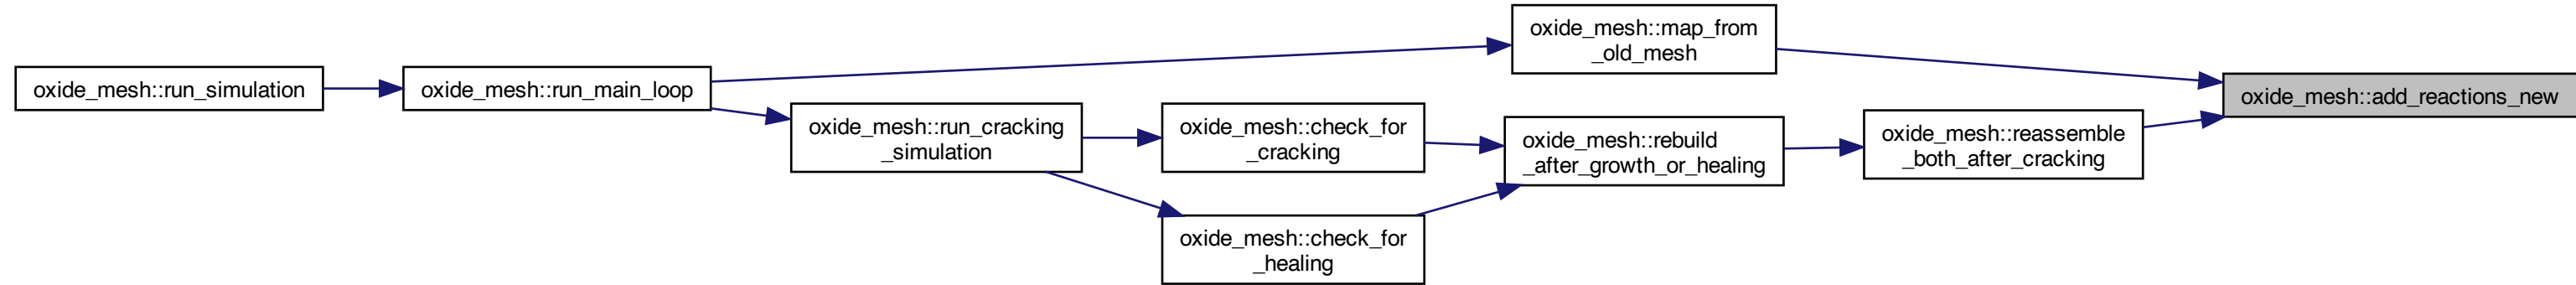 oxide_mesh::run_simulation
oxide_mesh::run_main_loop
oxide_mesh::map_from
_old_mesh
oxide_mesh::run_cracking
_simulation
oxide_mesh::check_for
_cracking
oxide_mesh::check_for
_healing
oxide_mesh::rebuild
_after_growth_or_healing
oxide_mesh::reassemble
_both_after_cracking
oxide_mesh::add_reactions_new